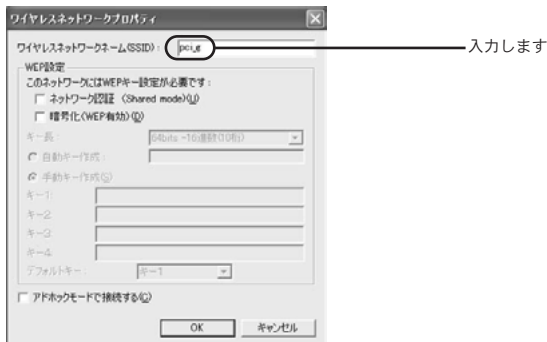 ワイヤレスネットワークプロパティ
ワイヤレスネットワークネーム(SSID): pci_g
入力します
WEP設定
このネットワークにはWEPキー設定が必要です:
ネットワーク認証 (Shared mode)(U)
暗号化(WEP有効)(D)
キー長: 64bits -16進数(10桁)
自動キー作成:
手動キー作成(S)
キー1:
キー2:
キー3:
キー4:
デフォルトキー: キー1
アドホックモードで接続する(C)
OK キャンセル